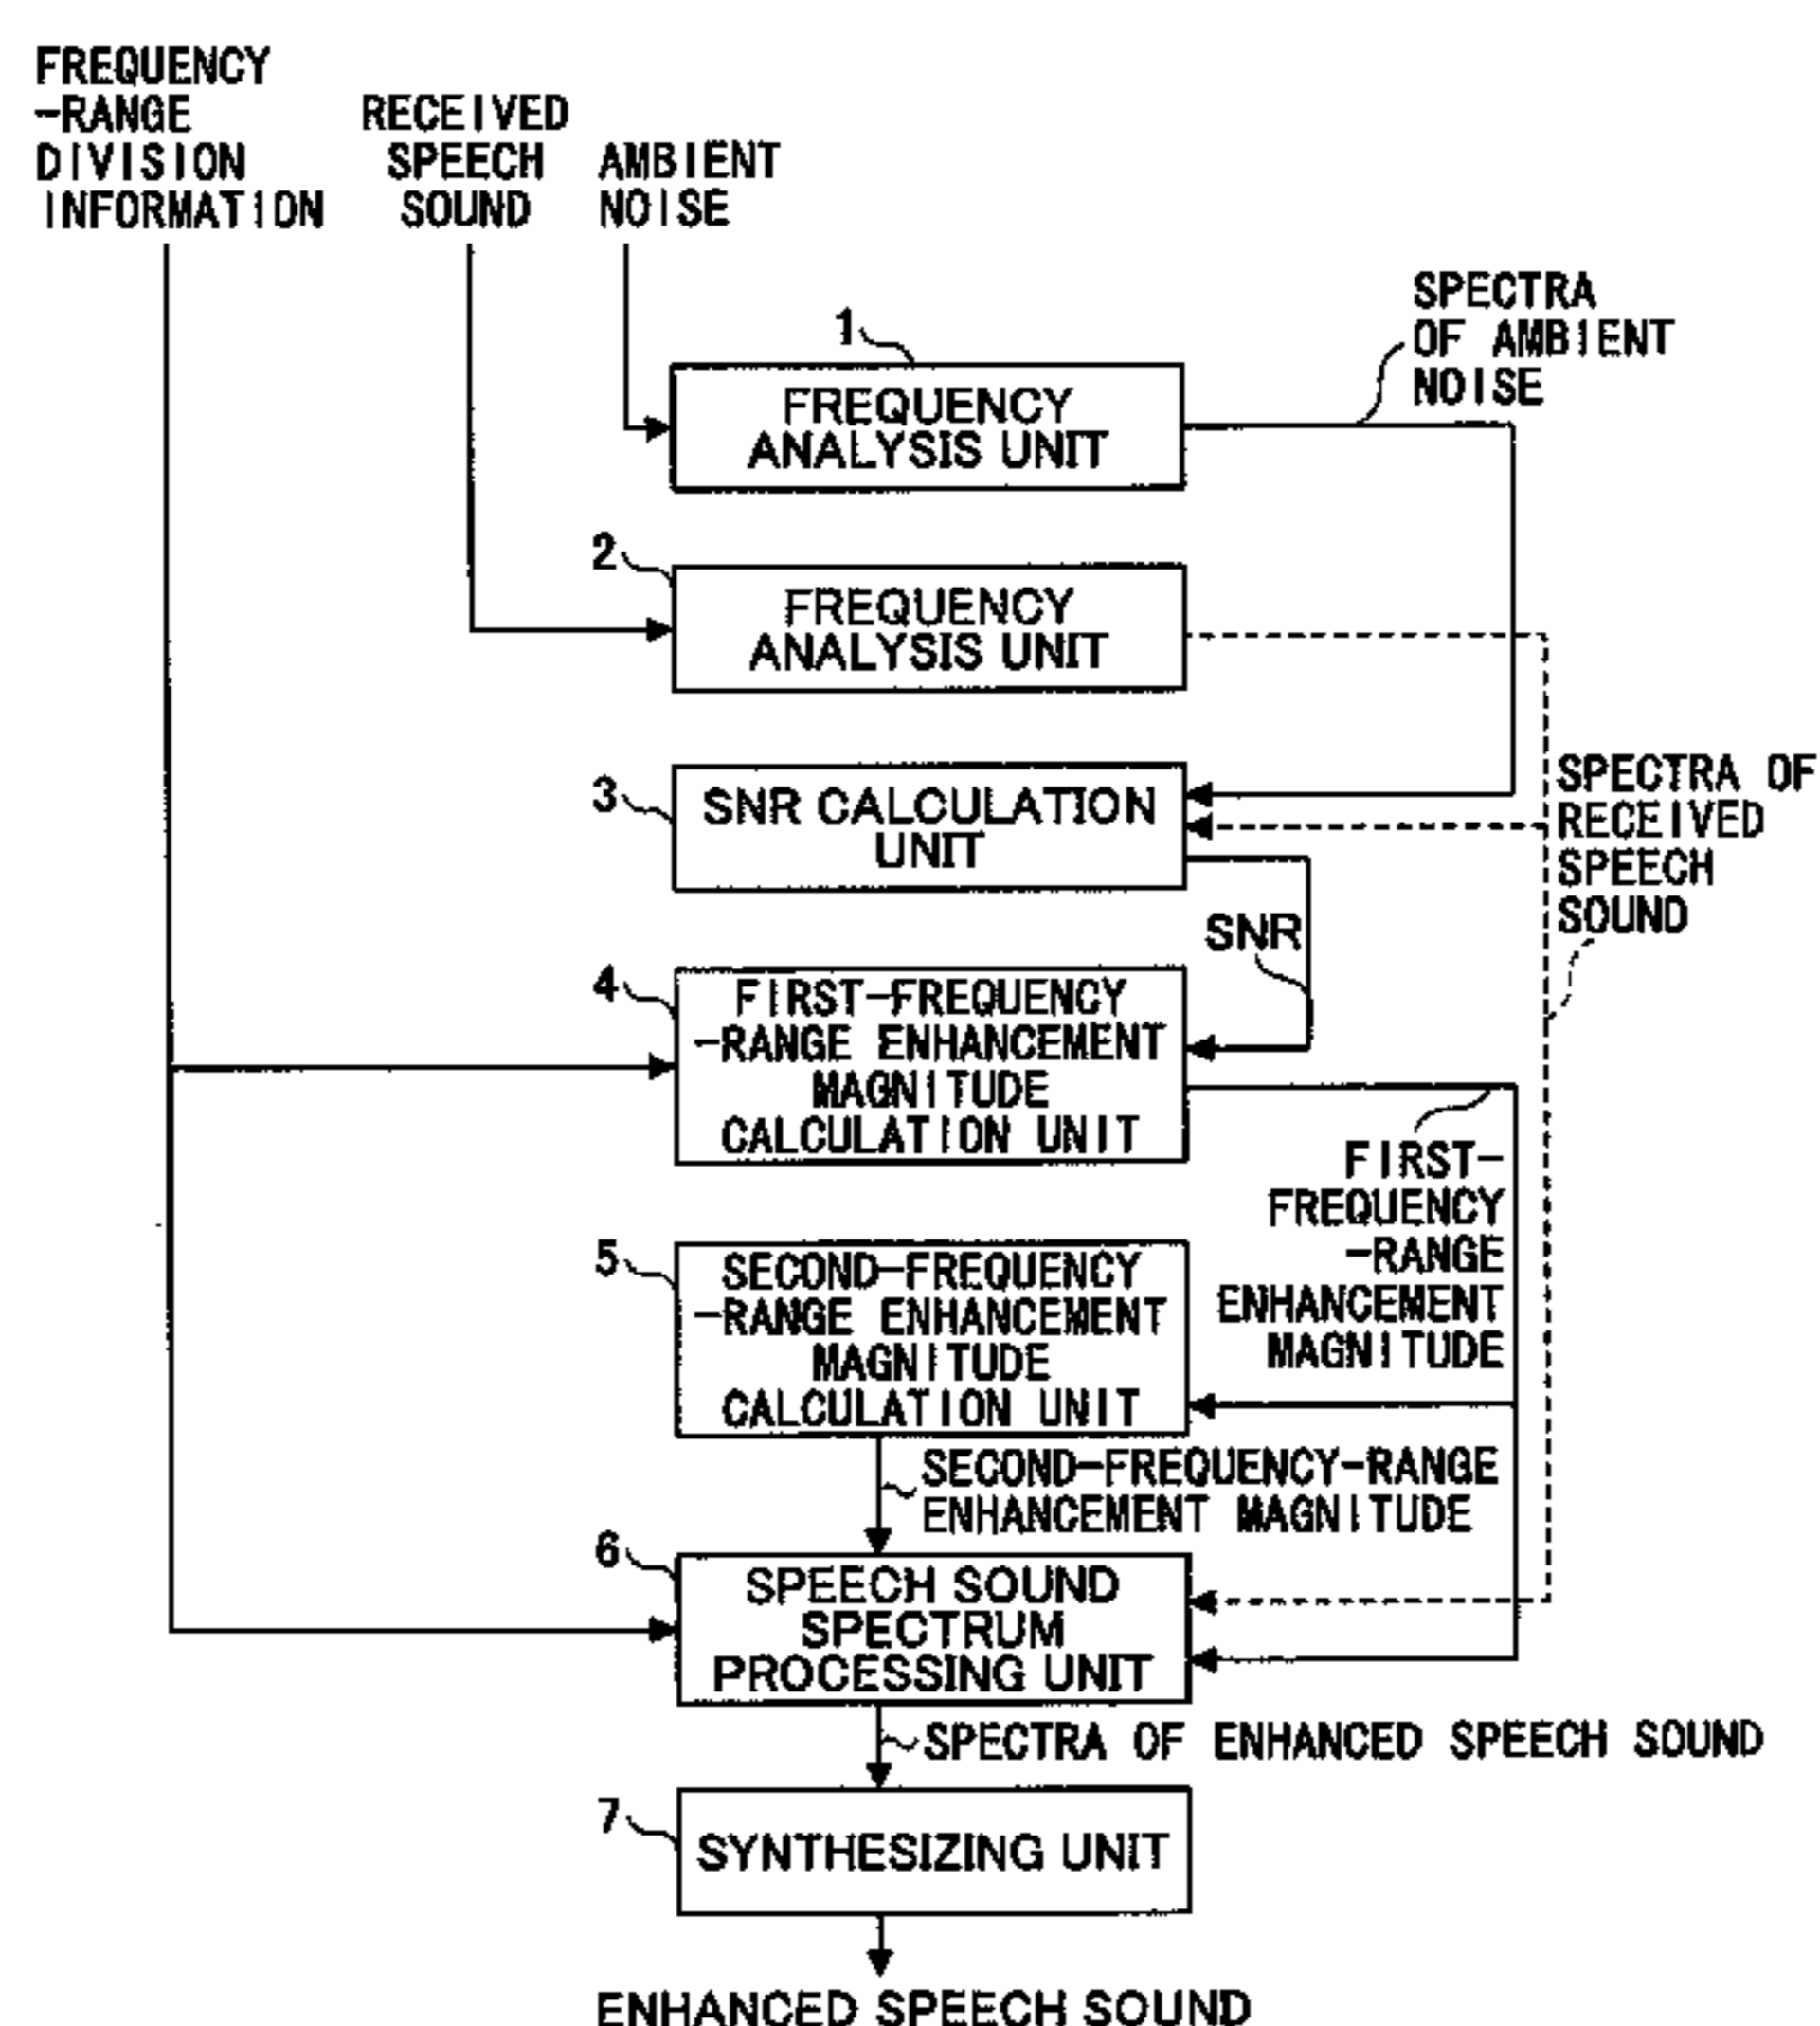 FREQUENCY
-RANGE
DIVISION
INFORMATION
RECEIVED
SPEECH
SOUND
AMBIENT
NOISE
SPECTRA
OF AMBIENT
NOISE
1
FREQUENCY
ANALYSIS UNIT
2
FREQUENCY
ANALYSIS UNIT
3
SNR CALCULATION
UNIT
SPECTRA OF
RECEIVED
SPEECH
SOUND
SNR
4
FIRST-FREQUENCY
-RANGE ENHANCEMENT
MAGNITUDE
CALCULATION UNIT
FIRST-
FREQUENCY
-RANGE
ENHANCEMENT
MAGNITUDE
5
SECOND-FREQUENCY
-RANGE ENHANCEMENT
MAGNITUDE
CALCULATION UNIT
SECOND-FREQUENCY-RANGE
ENHANCEMENT MAGNITUDE
6
SPEECH SOUND
SPECTRUM
PROCESSING UNIT
SPECTRA OF ENHANCED SPEECH SOUND
7
SYNTHESIZING UNIT
ENHANCED SPEECH SOUND